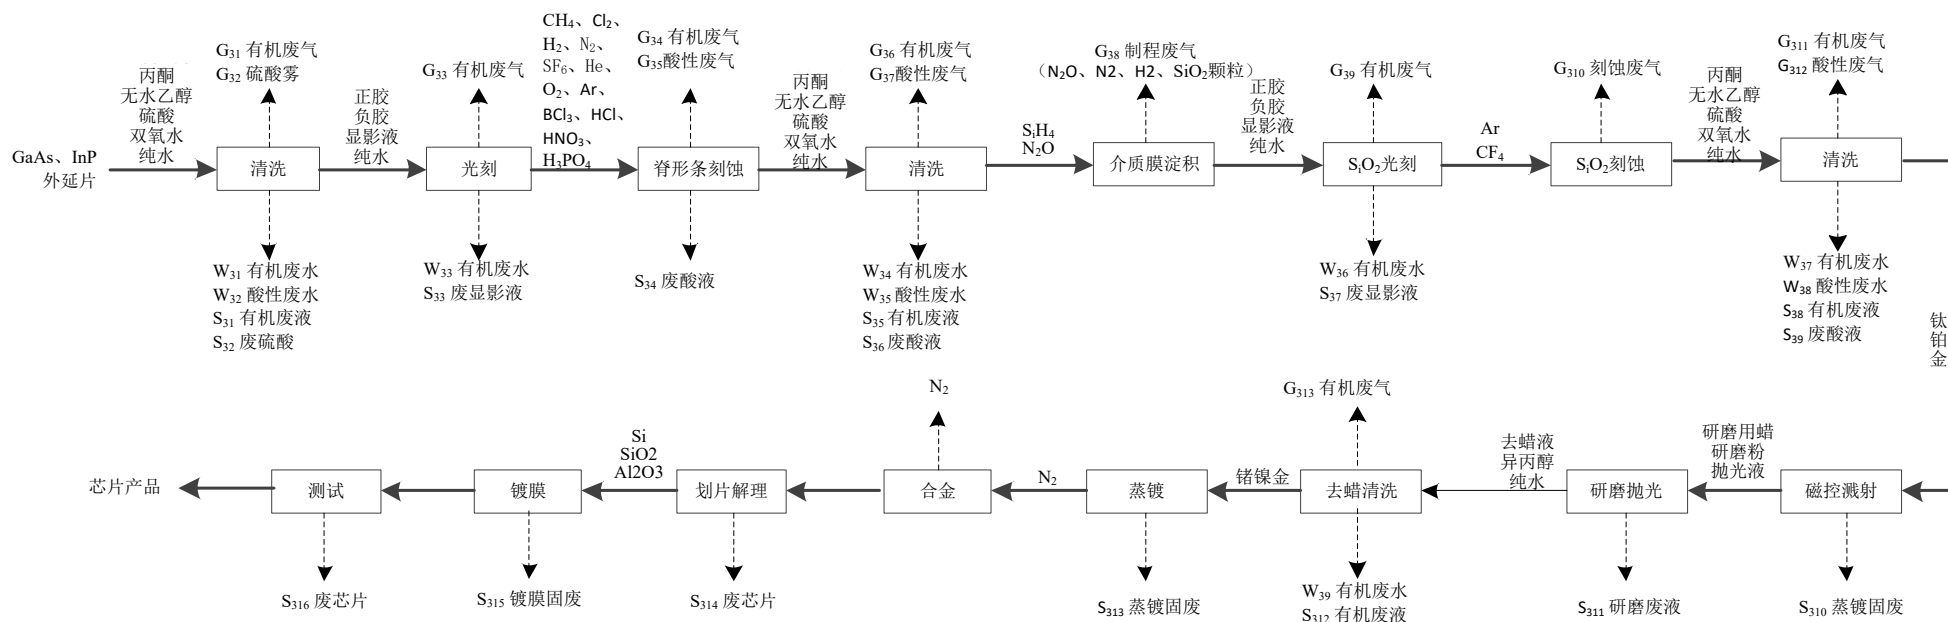 GaAs、InP
外延片
丙酮
无水乙醇
硫酸
双氧水
纯水
G₃₁ 有机废气
G₃₂ 硫酸雾
清洗
W₃₁ 有机废水
W₃₂ 酸性废水
S₃₁ 有机废液
S₃₂ 废硫酸
正胶
负胶
显影液
纯水
G₃₃ 有机废气
光刻
W₃₃ 有机废水
S₃₃ 废显影液
CH₄、Cl₂、
H₂、N₂、
SF₆、He、
O₂、Ar、
BCl₃、HCl、
HNO₃、
H₃PO₄
G₃₄ 有机废气
G₃₅酸性废气
脊形条刻蚀
S₃₄ 废酸液
丙酮
无水乙醇
硫酸
双氧水
纯水
G₃₆ 有机废气
G₃₇酸性废气
清洗
W₃₄ 有机废水
W₃₅ 酸性废水
S₃₅ 有机废液
S₃₆ 废酸液
SᵢH₄
N₂O
G₃₈ 制程废气
（N₂O、N2、H2、SiO₂颗粒）
介质膜淀积
正胶
负胶
显影液
纯水
G₃₉ 有机废气
SᵢO₂光刻
W₃₆ 有机废水
S₃₇ 废显影液
Ar
CF₄
G₃₁₀ 刻蚀废气
SᵢO₂刻蚀
丙酮
无水乙醇
硫酸
双氧水
纯水
G₃₁₁ 有机废气
G₃₁₂ 酸性废气
清洗
W₃₇ 有机废水
W₃₈ 酸性废水
S₃₈ 有机废液
S₃₉ 废酸液
钛
铂
金
磁控溅射
S₃₁₀ 蒸镀固废
研磨用蜡
研磨粉
抛光液
研磨抛光
S₃₁₁ 研磨废液
去蜡液
异丙醇
纯水
G₃₁₃ 有机废气
去蜡清洗
W₃₉ 有机废水
S₃₁₂ 有机废液
锗镍金
蒸镀
S₃₁₃ 蒸镀固废
N₂
N₂
合金
划片解理
S₃₁₄ 废芯片
Si
SiO2
Al2O3
镀膜
S₃₁₅ 镀膜固废
测试
S₃₁₆ 废芯片
芯片产品